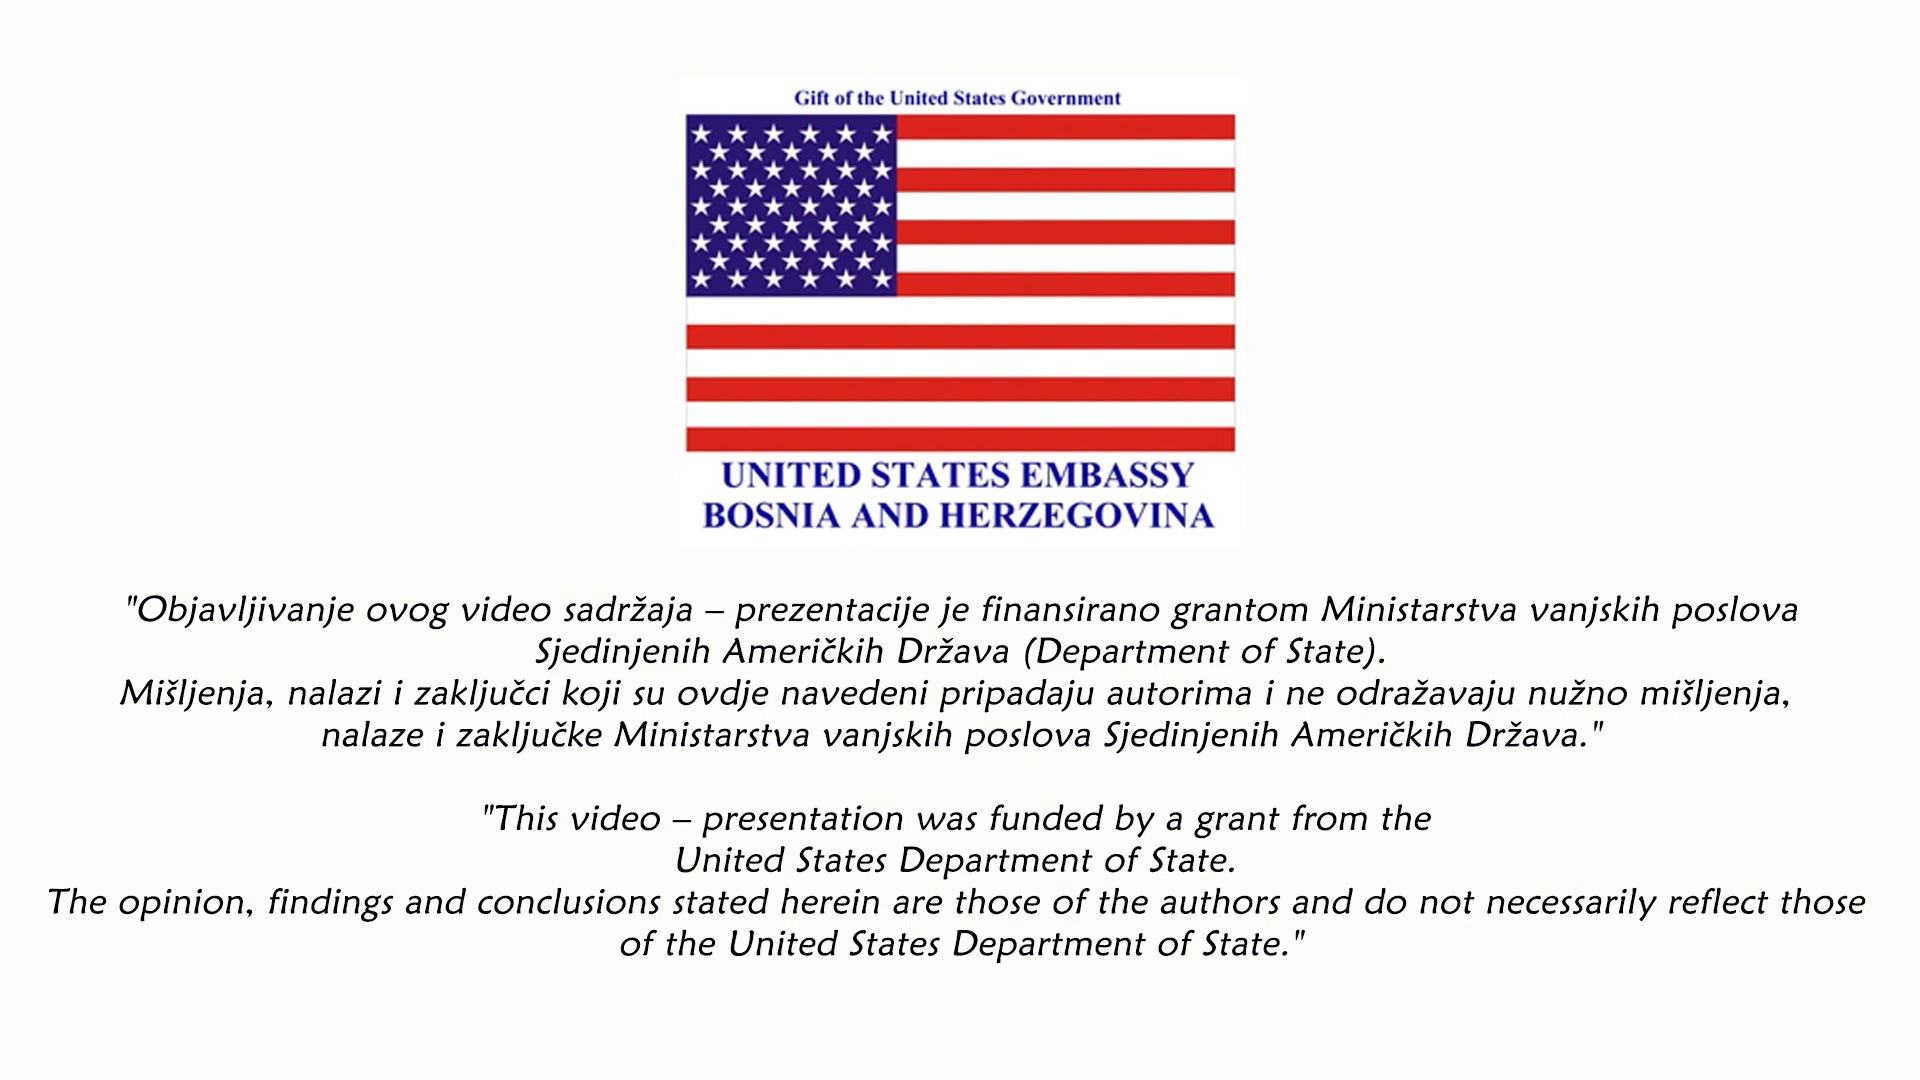 Gift of the United States Government
UNITED STATES EMBASSY
BOSNIA AND HERZEGOVINA
"Objavljivanje ovog video sadržaja – prezentacije je finansirano grantom Ministarstva vanjskih poslova
Sjedinjenih Američkih Država (Department of State).
Mišljenja, nalazi i zaključci koji su ovdje navedeni pripadaju autorima i ne odražavaju nužno mišljenja,
nalaze i zaključke Ministarstva vanjskih poslova Sjedinjenih Američkih Država."
"This video – presentation was funded by a grant from the
United States Department of State.
The opinion, findings and conclusions stated herein are those of the authors and do not necessarily reflect those
of the United States Department of State."